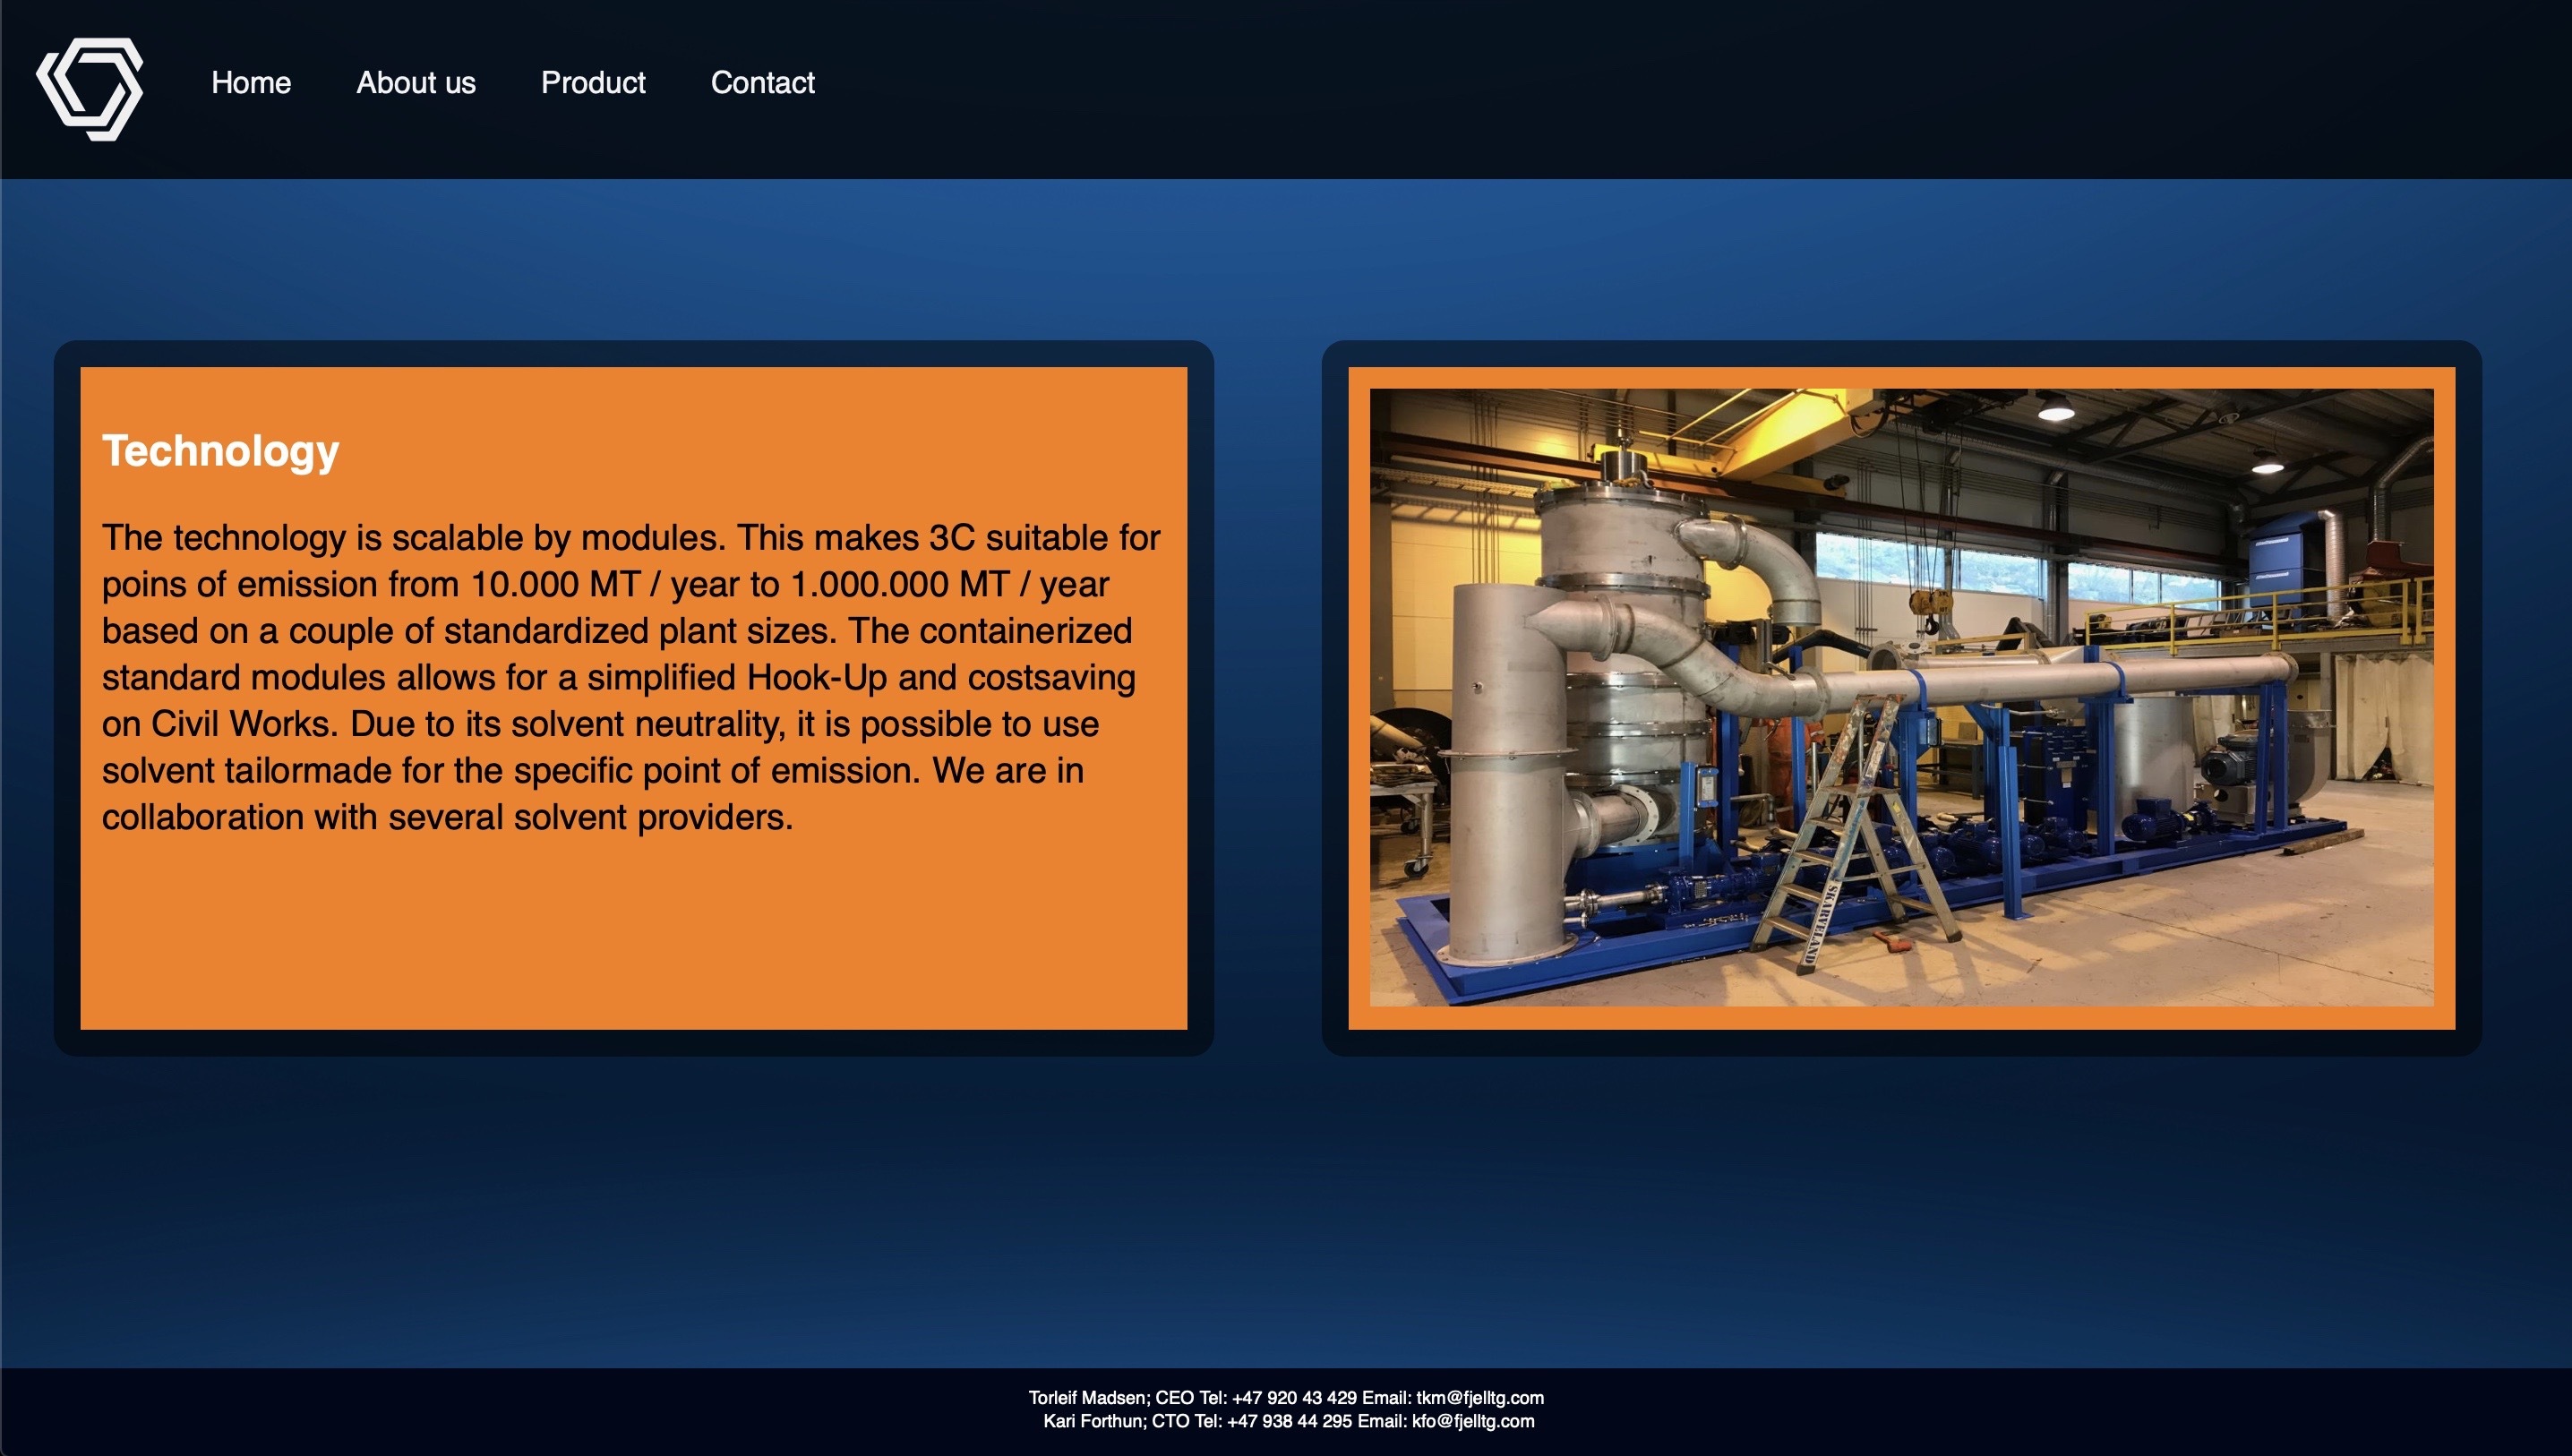 Home
About us
Product
Contact
Technology
The technology is scalable by modules. This makes 3C suitable for
poins of emission from 10.000 MT / year to 1.000.000 MT / year
based on a couple of standardized plant sizes. The containerized
standard modules allows for a simplified Hook-Up and costsaving
on Civil Works. Due to its solvent neutrality, it is possible to use
solvent tailormade for the specific point of emission. We are in
collaboration with several solvent providers.
SKARVELAND
Torleif Madsen; CEO Tel: +47 920 43 429 Email: tkm@fjelltg.com
Kari Forthun; CTO Tel: +47 938 44 295 Email: kfo@fjelltg.com